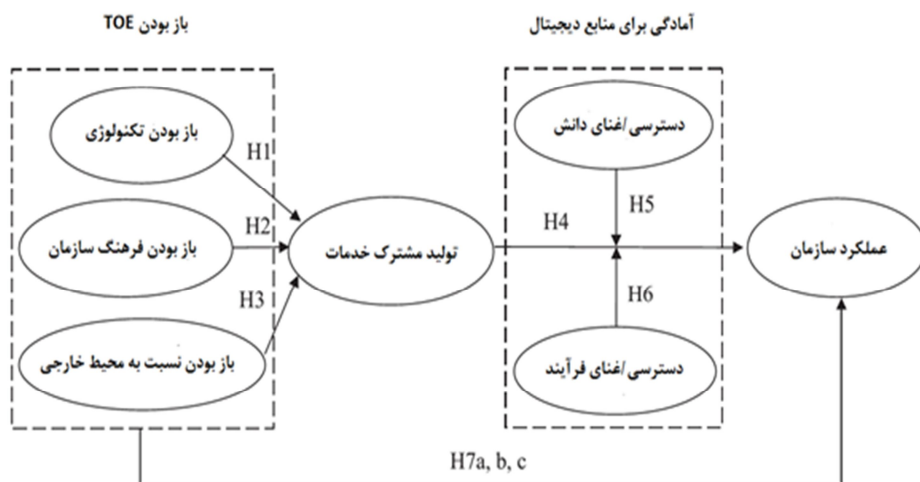 باز بودن TOE
آمادگی برای منابع دیجیتال
باز بودن تکنولوژی
دسترسی/غنای دانش
H1
H5
H2
H4
باز بودن فرهنگ سازمان
تولید مشترک خدمات
عملکرد سازمان
H3
H6
باز بودن نسبت به محیط خارجی
دسترسی/غنای فرآیند
H7a, b, c